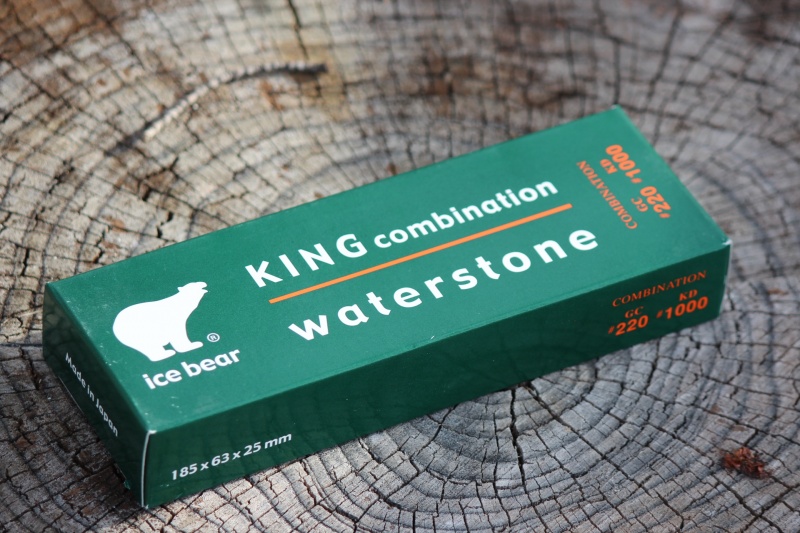 KING combination
waterstone
®
ice bear
COMBINATION
GC KD
#220 #1000
COMBINATION
GC KD
#220 #1000
Made in Japan
185 x 63 x 25 mm